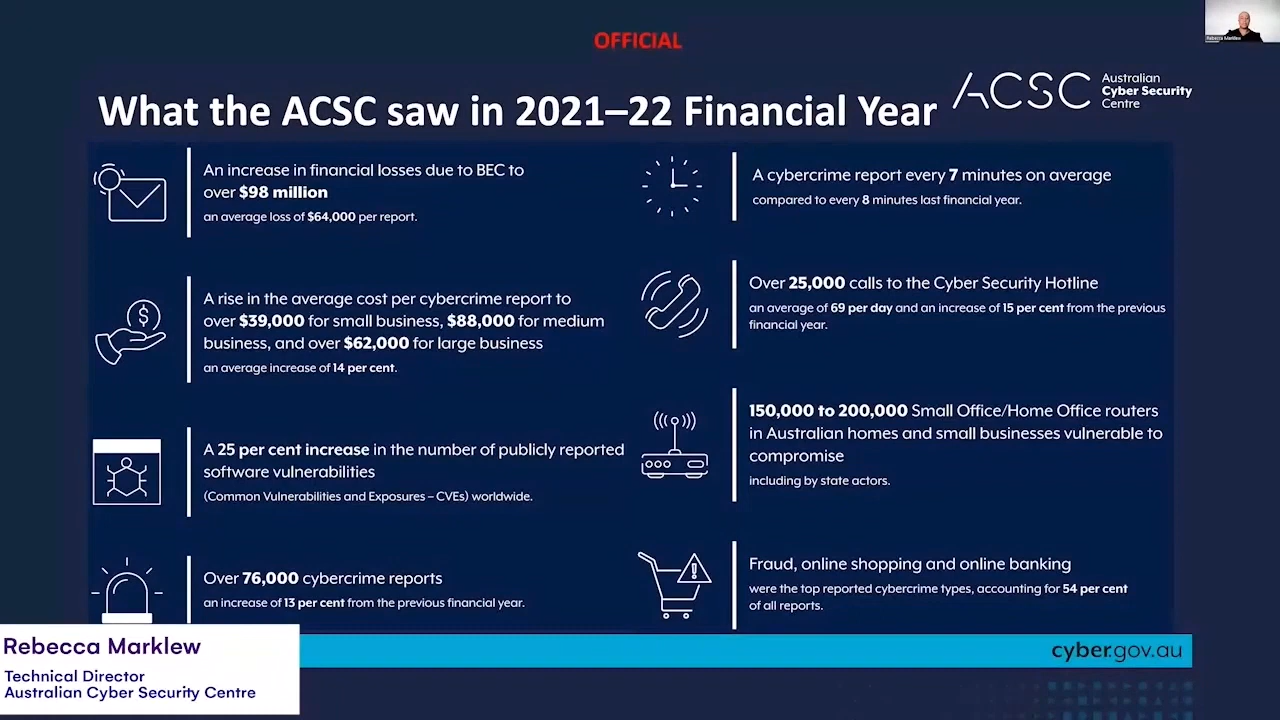 OFFICIAL
Rebecca Marklew
What the ACSC saw in 2021–22 Financial Year
ACSC
Australian
Cyber Security
Centre
An increase in financial losses due to BEC to
over $98 million
an average loss of $64,000 per report.
A rise in the average cost per cybercrime report to
over $39,000 for small business, $88,000 for medium
business, and over $62,000 for large business
an average increase of 14 per cent.
A 25 per cent increase in the number of publicly reported
software vulnerabilities
(Common Vulnerabilities and Exposures – CVEs) worldwide.
Over 76,000 cybercrime reports
an increase of 13 per cent from the previous financial year.
A cybercrime report every 7 minutes on average
compared to every 8 minutes last financial year.
Over 25,000 calls to the Cyber Security Hotline
an average of 69 per day and an increase of 15 per cent from the previous
financial year.
150,000 to 200,000 Small Office/Home Office routers
in Australian homes and small businesses vulnerable to
compromise
including by state actors.
Fraud, online shopping and online banking
were the top reported cybercrime types, accounting for 54 per cent
of all reports.
Rebecca Marklew
Technical Director
Australian Cyber Security Centre
cyber.gov.au